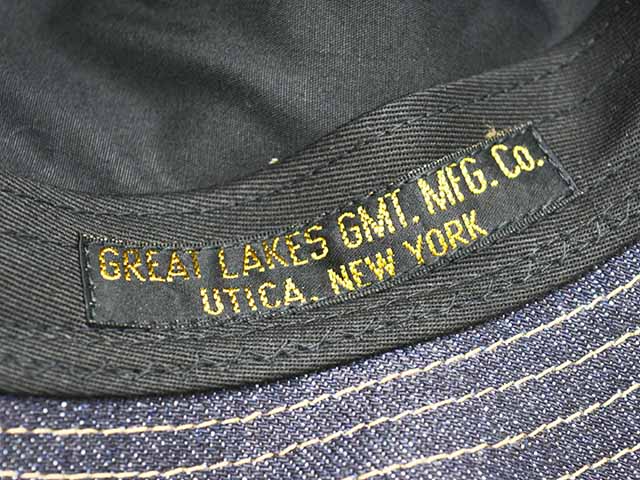 GREAT LAKES GMT. MFG. Co.
UTICA, NEW YORK